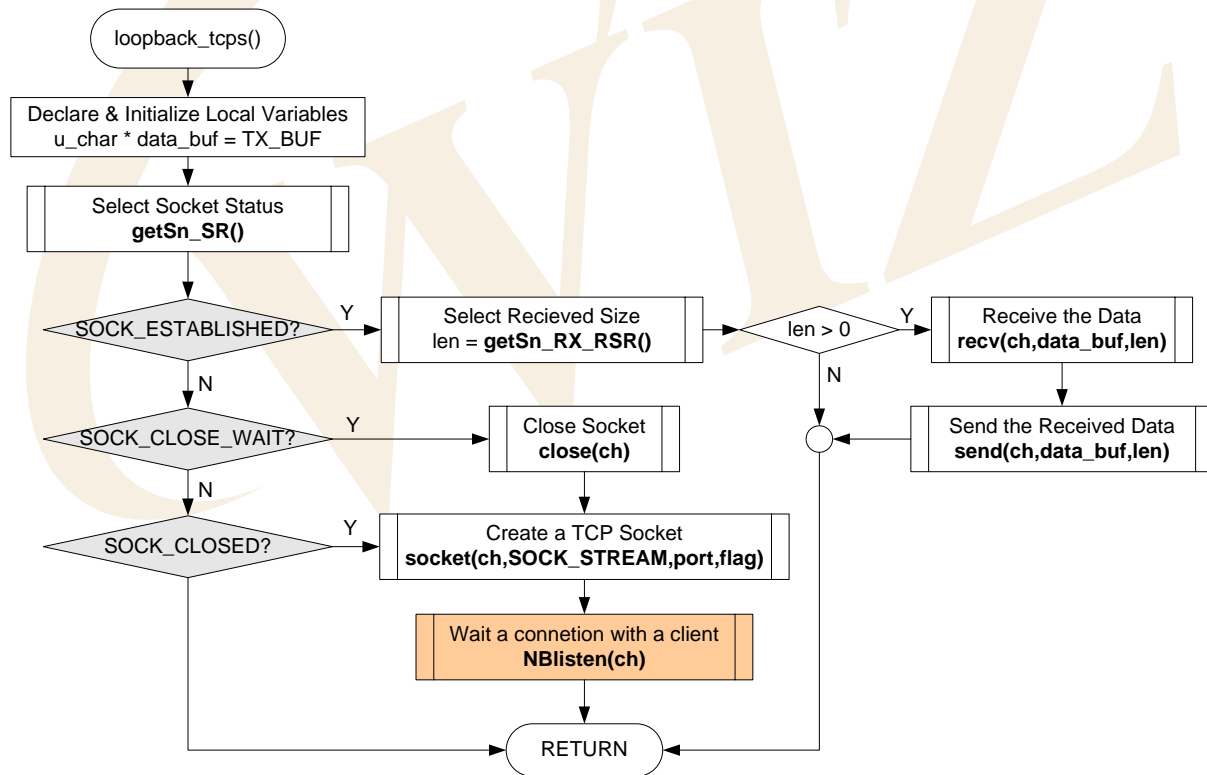 loopback_tcps()
Declare & Initialize Local Variables
u_char * data_buf = TX_BUF
Select Socket Status
getSn_SR()
SOCK_ESTABLISHED?
Y
Select Recieved Size
len = getSn_RX_RSR()
len > 0
Y
Receive the Data
recv(ch,data_buf,len)
N
N
SOCK_CLOSE_WAIT?
Y
Close Socket
close(ch)
Send the Received Data
send(ch,data_buf,len)
N
SOCK_CLOSED?
Y
Create a TCP Socket
socket(ch,SOCK_STREAM,port,flag)
Wait a connetion with a client
NBlisten(ch)
RETURN
WIZ